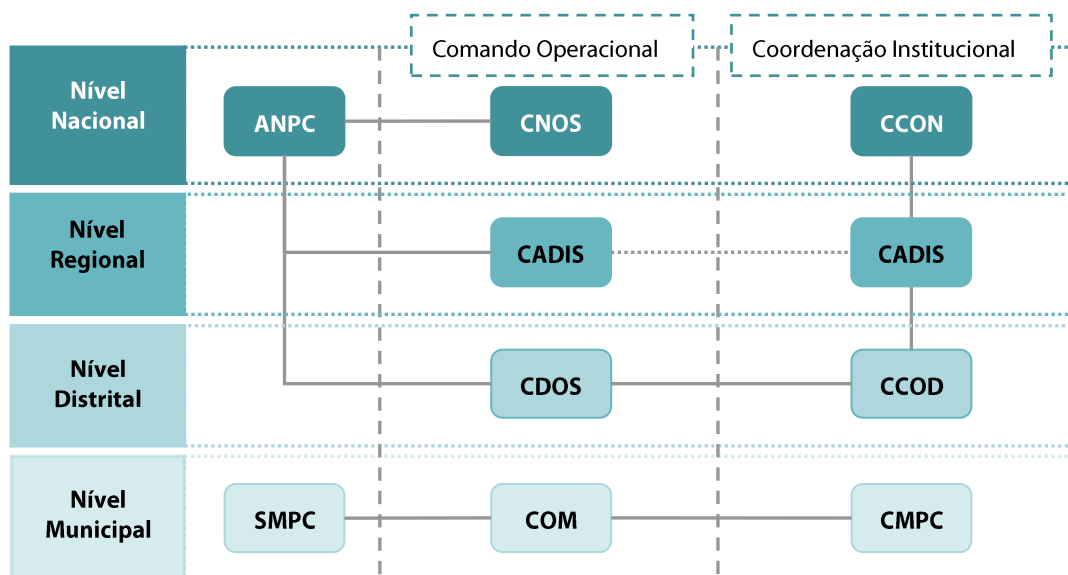 Comando Operacional
Coordenação Institucional
Nível
Nacional
ANPC
CNOS
CCON
Nível
Regional
CADIS
CADIS
Nível
Distrital
CDOS
CCOD
Nível
Municipal
SMPC
COM
CMPC